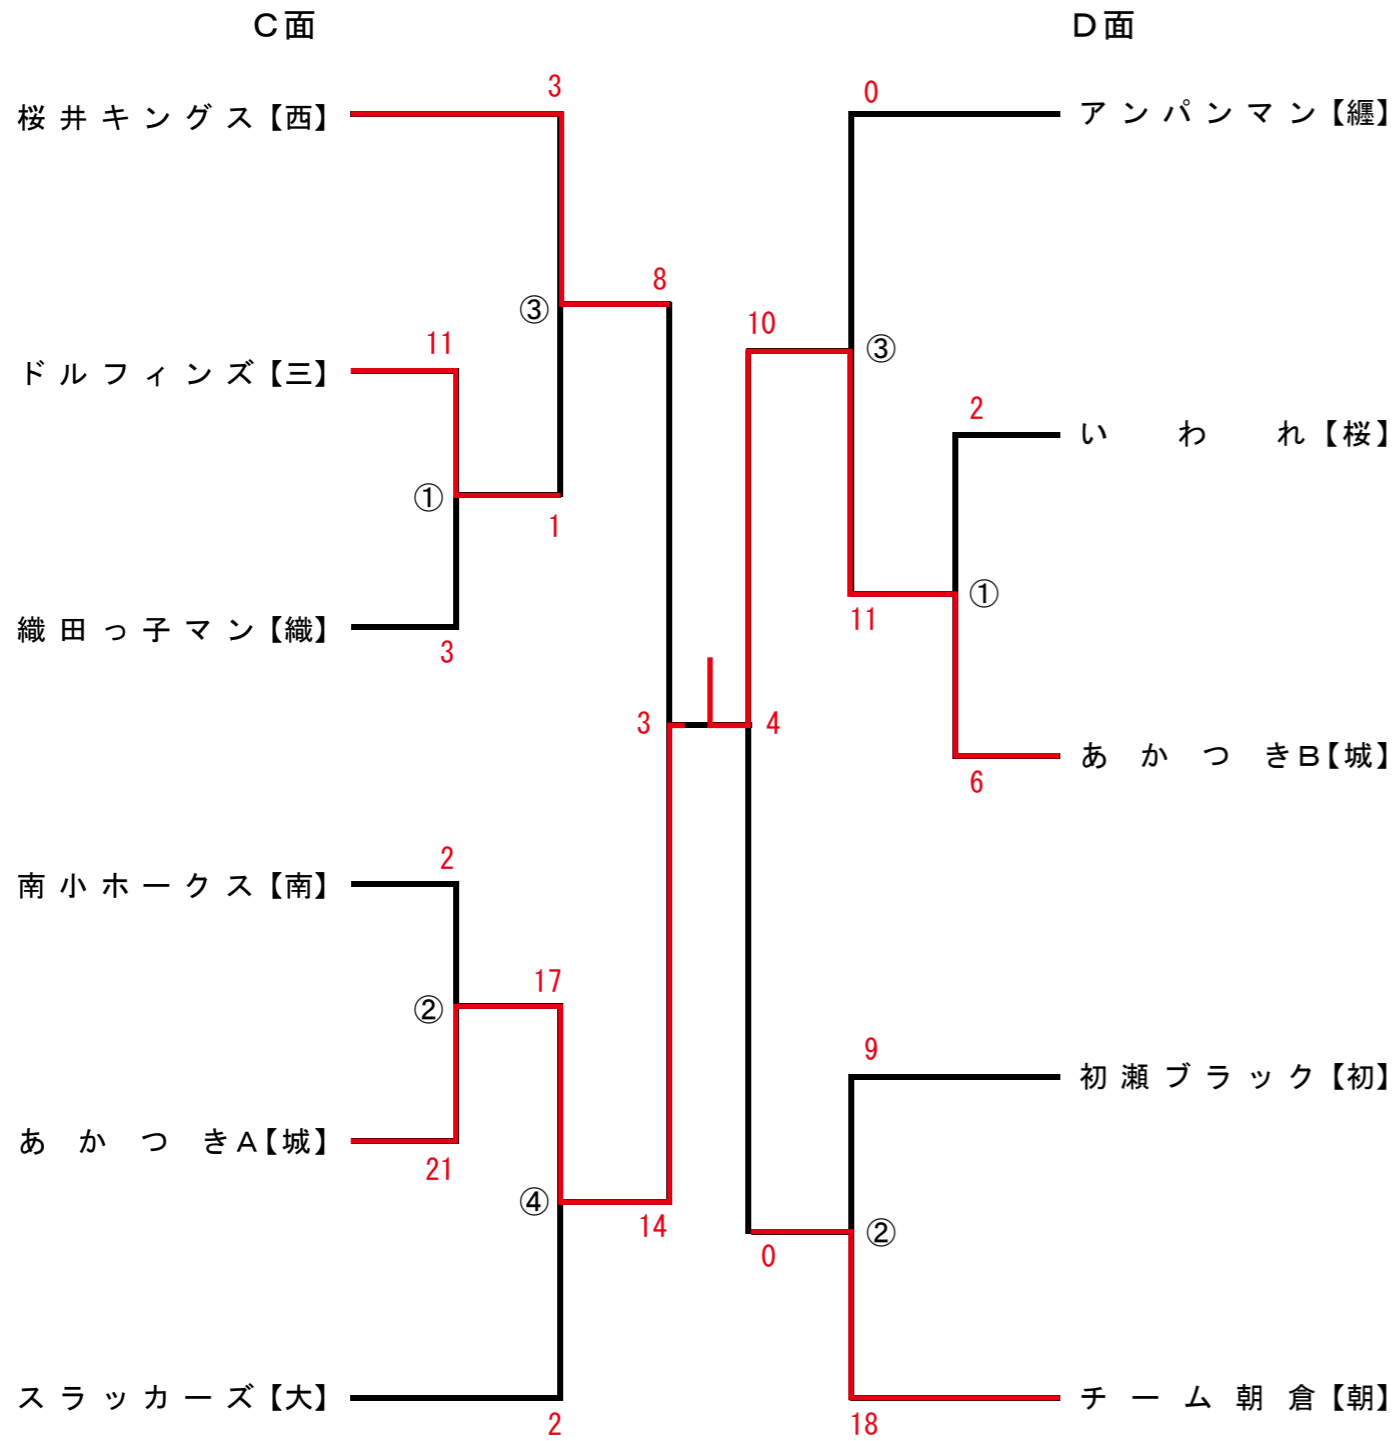 C面
D面
3
0
桜井キングス【西】
アンパンマン【纒】
8
③
10
③
11
ドルフィンズ【三】
2
いわれ【桜】
①
1
①
11
織田っ子マン【織】
3
3
4
あかつきB【城】
6
2
南小ホークス【南】
17
②
9
初瀬ブラック【初】
あかつきA【城】
21
④
14
0
②
スラッカーズ【大】
2
チーム朝倉【朝】
18